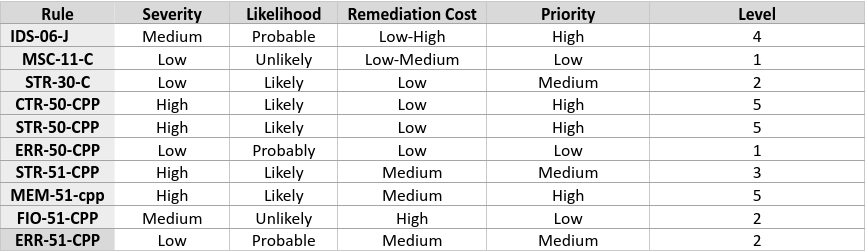 Rule Severity Likelihood Remediation Cost Priority Level
IDS-06-J Medium Probable Low-High High 4
MSC-11-C Low Unlikely Low-Medium Low 1
STR-30-C Low Likely Low Medium 2
CTR-50-CPP High Likely Low High 5
STR-50-CPP High Likely Low High 5
ERR-50-CPP Low Probably Low Low 1
STR-51-CPP High Likely Medium Medium 3
MEM-51-cpp High Likely Medium High 5
FIO-51-CPP Medium Unlikely High Low 2
ERR-51-CPP Low Probable Medium Medium 2